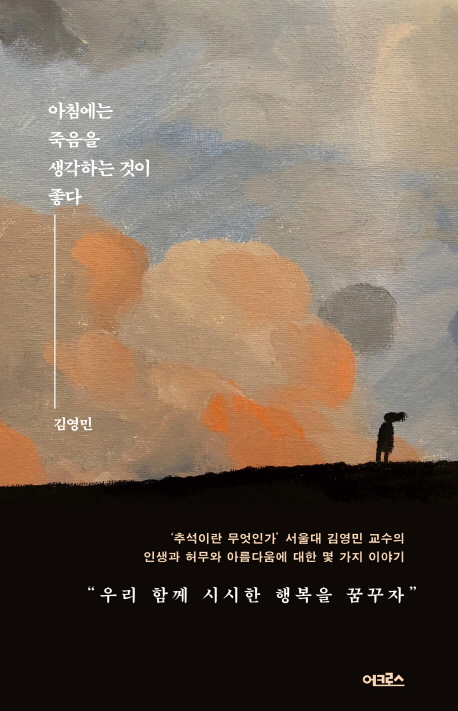 아침에는
죽음을
생각하는 것이
좋다
김영민
‘추석이란 무엇인가’ 서울대 김영민 교수의
인생과 허무와 아름다움에 대한 몇 가지 이야기
“우리 함께 시시한 행복을 꿈꾸자”
어크로스